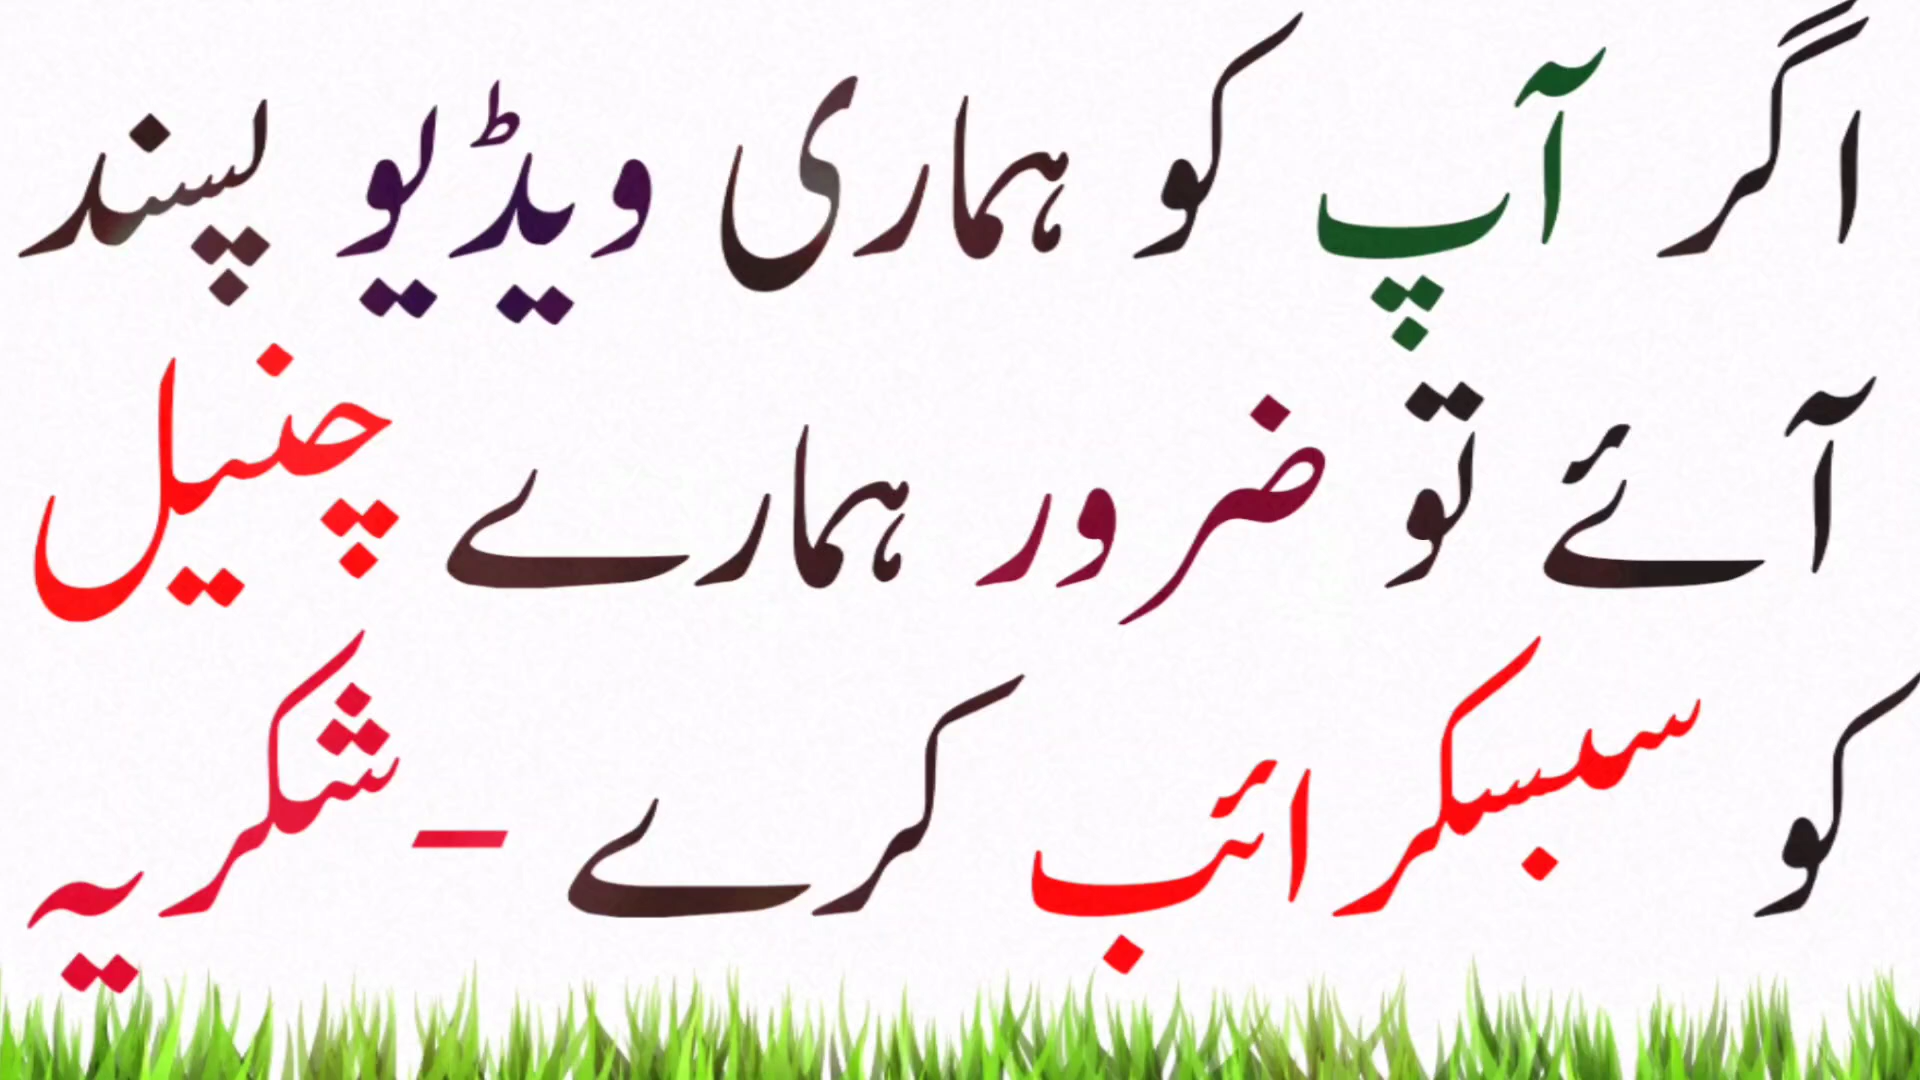 اگر آپ کو ہماری ویڈیو پسند
آئے تو ضرور ہمارے چنیل
کو سبسکرائب کرے ۔شکریہ